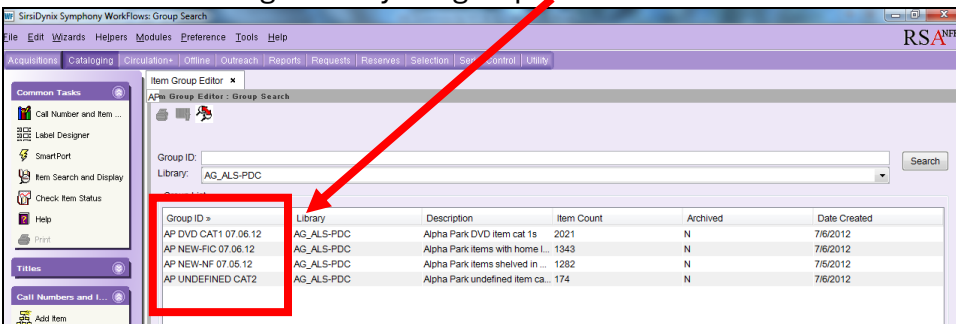 SirsiDynix Symphony WorkFlows: Group Search
File Edit Wizards Helpers Modules Preference Tools Help
RSA NFP
Acquisitions Cataloging Circulation+ Offline Outreach Reports Requests Reserves Selection Utility
Item Group Editor ×
Common Tasks
Group Editor : Group Search
Call Number and Item ...
Label Designer
SmartPort
Group ID:
Search
Library: AG_ALS-PDC
Item Search and Display
Check Item Status
Help
Print
Group ID » Library Description Item Count Archived Date Created
AP DVD CAT1 07.06.12 AG_ALS-PDC Alpha Park DVD item cat 1s 2021 N 7/6/2012
AP NEW-FIC 07.06.12 AG_ALS-PDC Alpha Park items with home l... 1343 N 7/6/2012
AP NEW-NF 07.05.12 AG_ALS-PDC Alpha Park items shelved in ... 1282 N 7/5/2012
AP UNDEFINED CAT2 AG_ALS-PDC Alpha Park undefined item ca... 174 N 7/6/2012
Titles
Call Numbers and I...
Add Item